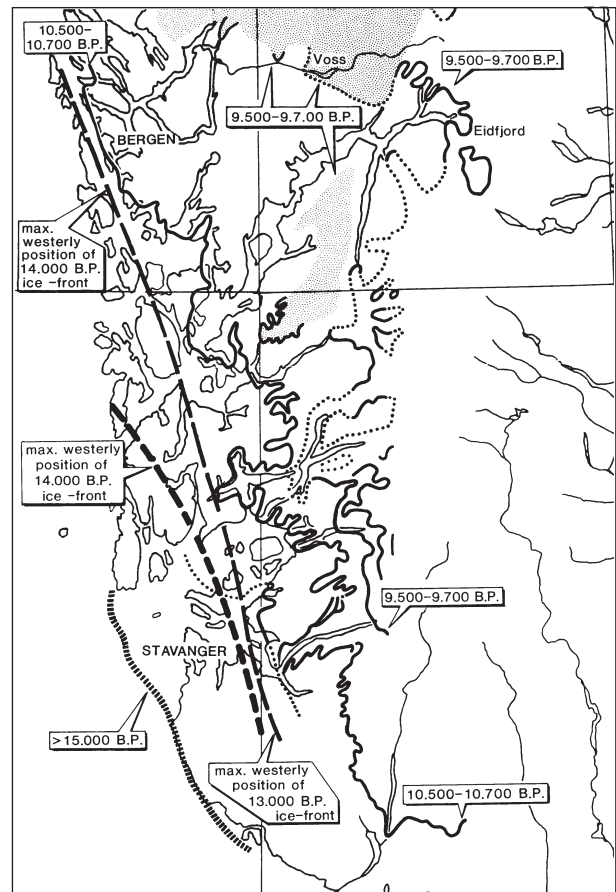 10.500–
10.700 B.P.
Voss
9.500–9.700 B.P.
9.500–9.7.00 B.P.
BERGEN
Eidfjord
max.
westerly
position of
14.000 B.P.
ice –front
max. westerly
position of
14.000 B.P.
ice –front
9.500–9.700 B.P.
STAVANGER
>15.000 B.P.
max. westerly
position of
13.000 B.P.
ice–front
10.500–10.700 B.P.